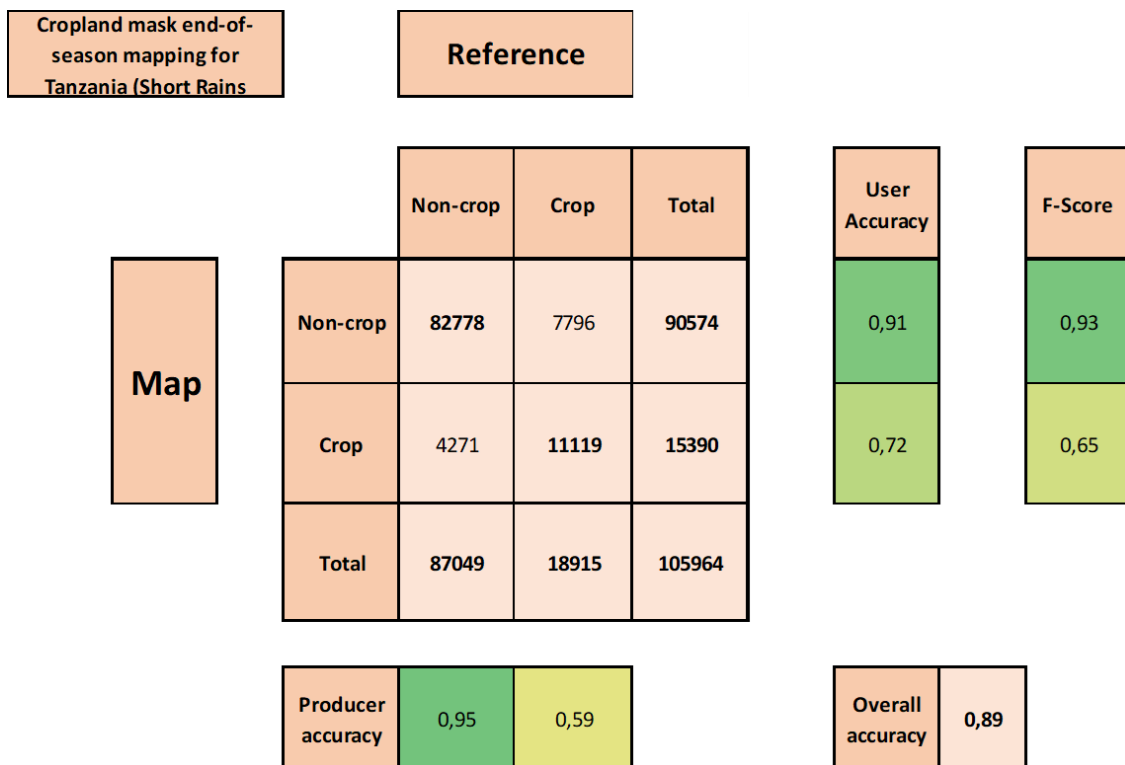 Cropland mask end-of-
season mapping for
Tanzania (Short Rains
Reference
Non-crop Crop Total
User
Accuracy
F-Score
Map
Non-crop 82778 7796 90574 0,91 0,93
Crop 4271 11119 15390 0,72 0,65
Total 87049 18915 105964
Producer
accuracy
0,95 0,59
Overall
accuracy
0,89